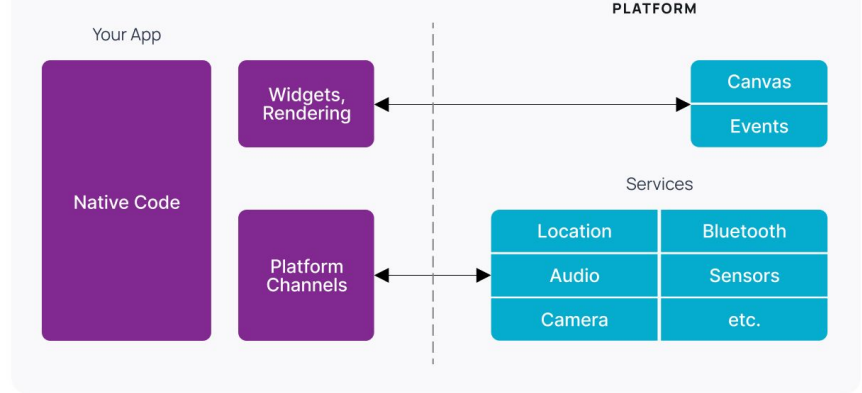 PLATFORM
Your App
Native Code
Widgets,
Rendering
Canvas
Events
Services
Platform
Channels
Location
Bluetooth
Audio
Sensors
Camera
etc.